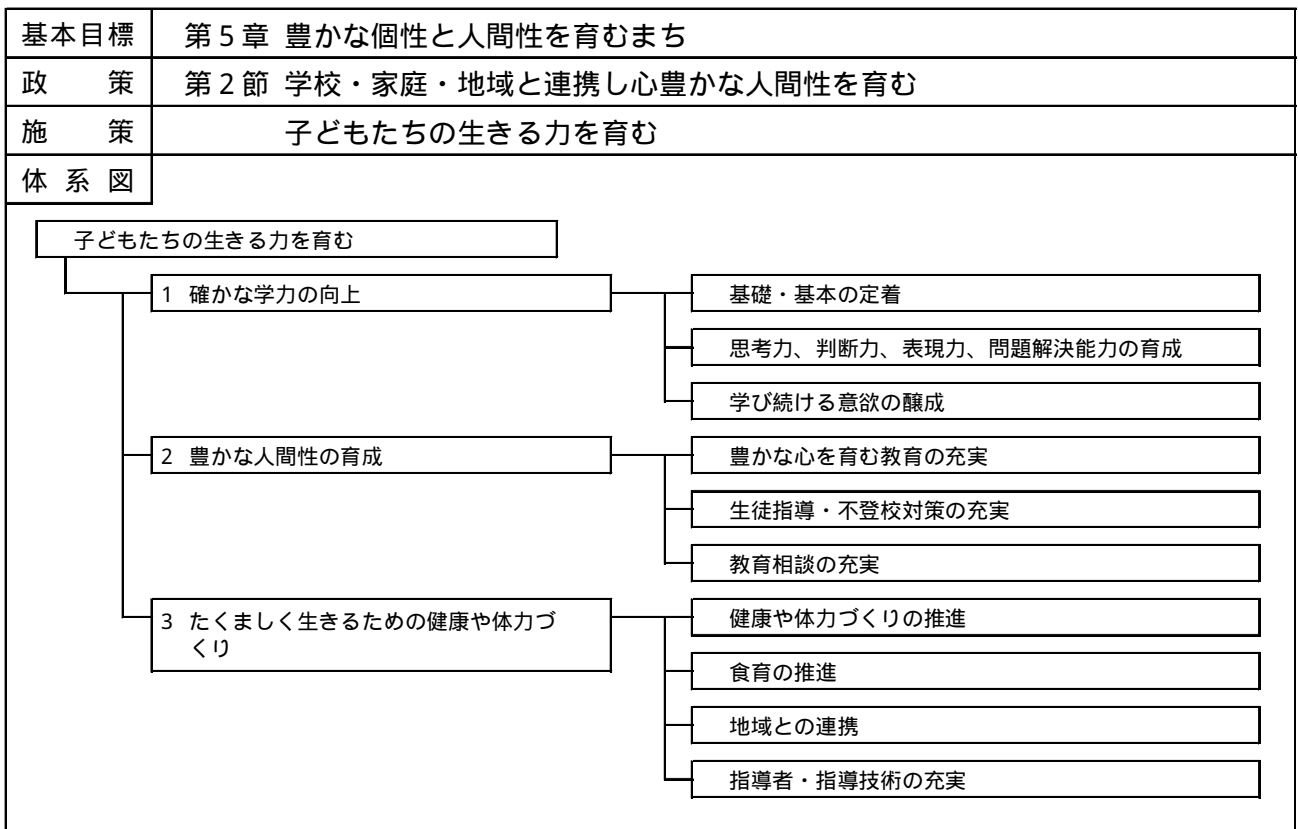 基本目標 第5章 豊かな個性と人間性を育むまち
政策 第2節 学校・家庭・地域と連携し心豊かな人間性を育む
施策 子どもたちの生きる力を育む
体系図
子どもたちの生きる力を育む
1 確かな学力の向上
基礎・基本の定着
思考力、判断力、表現力、問題解決能力の育成
学び続ける意欲の醸成
2 豊かな人間性の育成
豊かな心を育む教育の充実
生徒指導・不登校対策の充実
教育相談の充実
3 たくましく生きるための健康や体力づ
くり
健康や体力づくりの推進
食育の推進
地域との連携
指導者・指導技術の充実